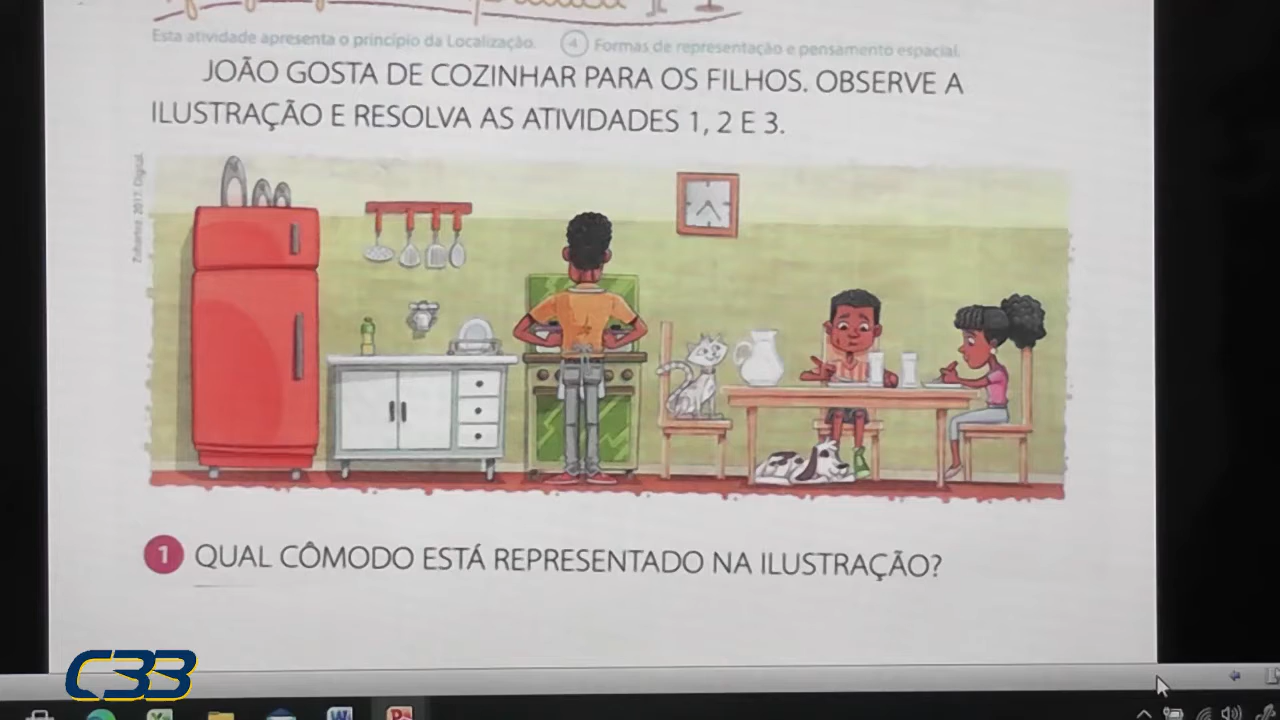 Esta atividade apresenta o princípio da Localização. 4 Formas de representação e pensamento espacial.
JOÃO GOSTA DE COZINHAR PARA OS FILHOS. OBSERVE A
ILUSTRAÇÃO E RESOLVA AS ATIVIDADES 1, 2 E 3.
1 QUAL CÔMODO ESTÁ REPRESENTADO NA ILUSTRAÇÃO?
C33